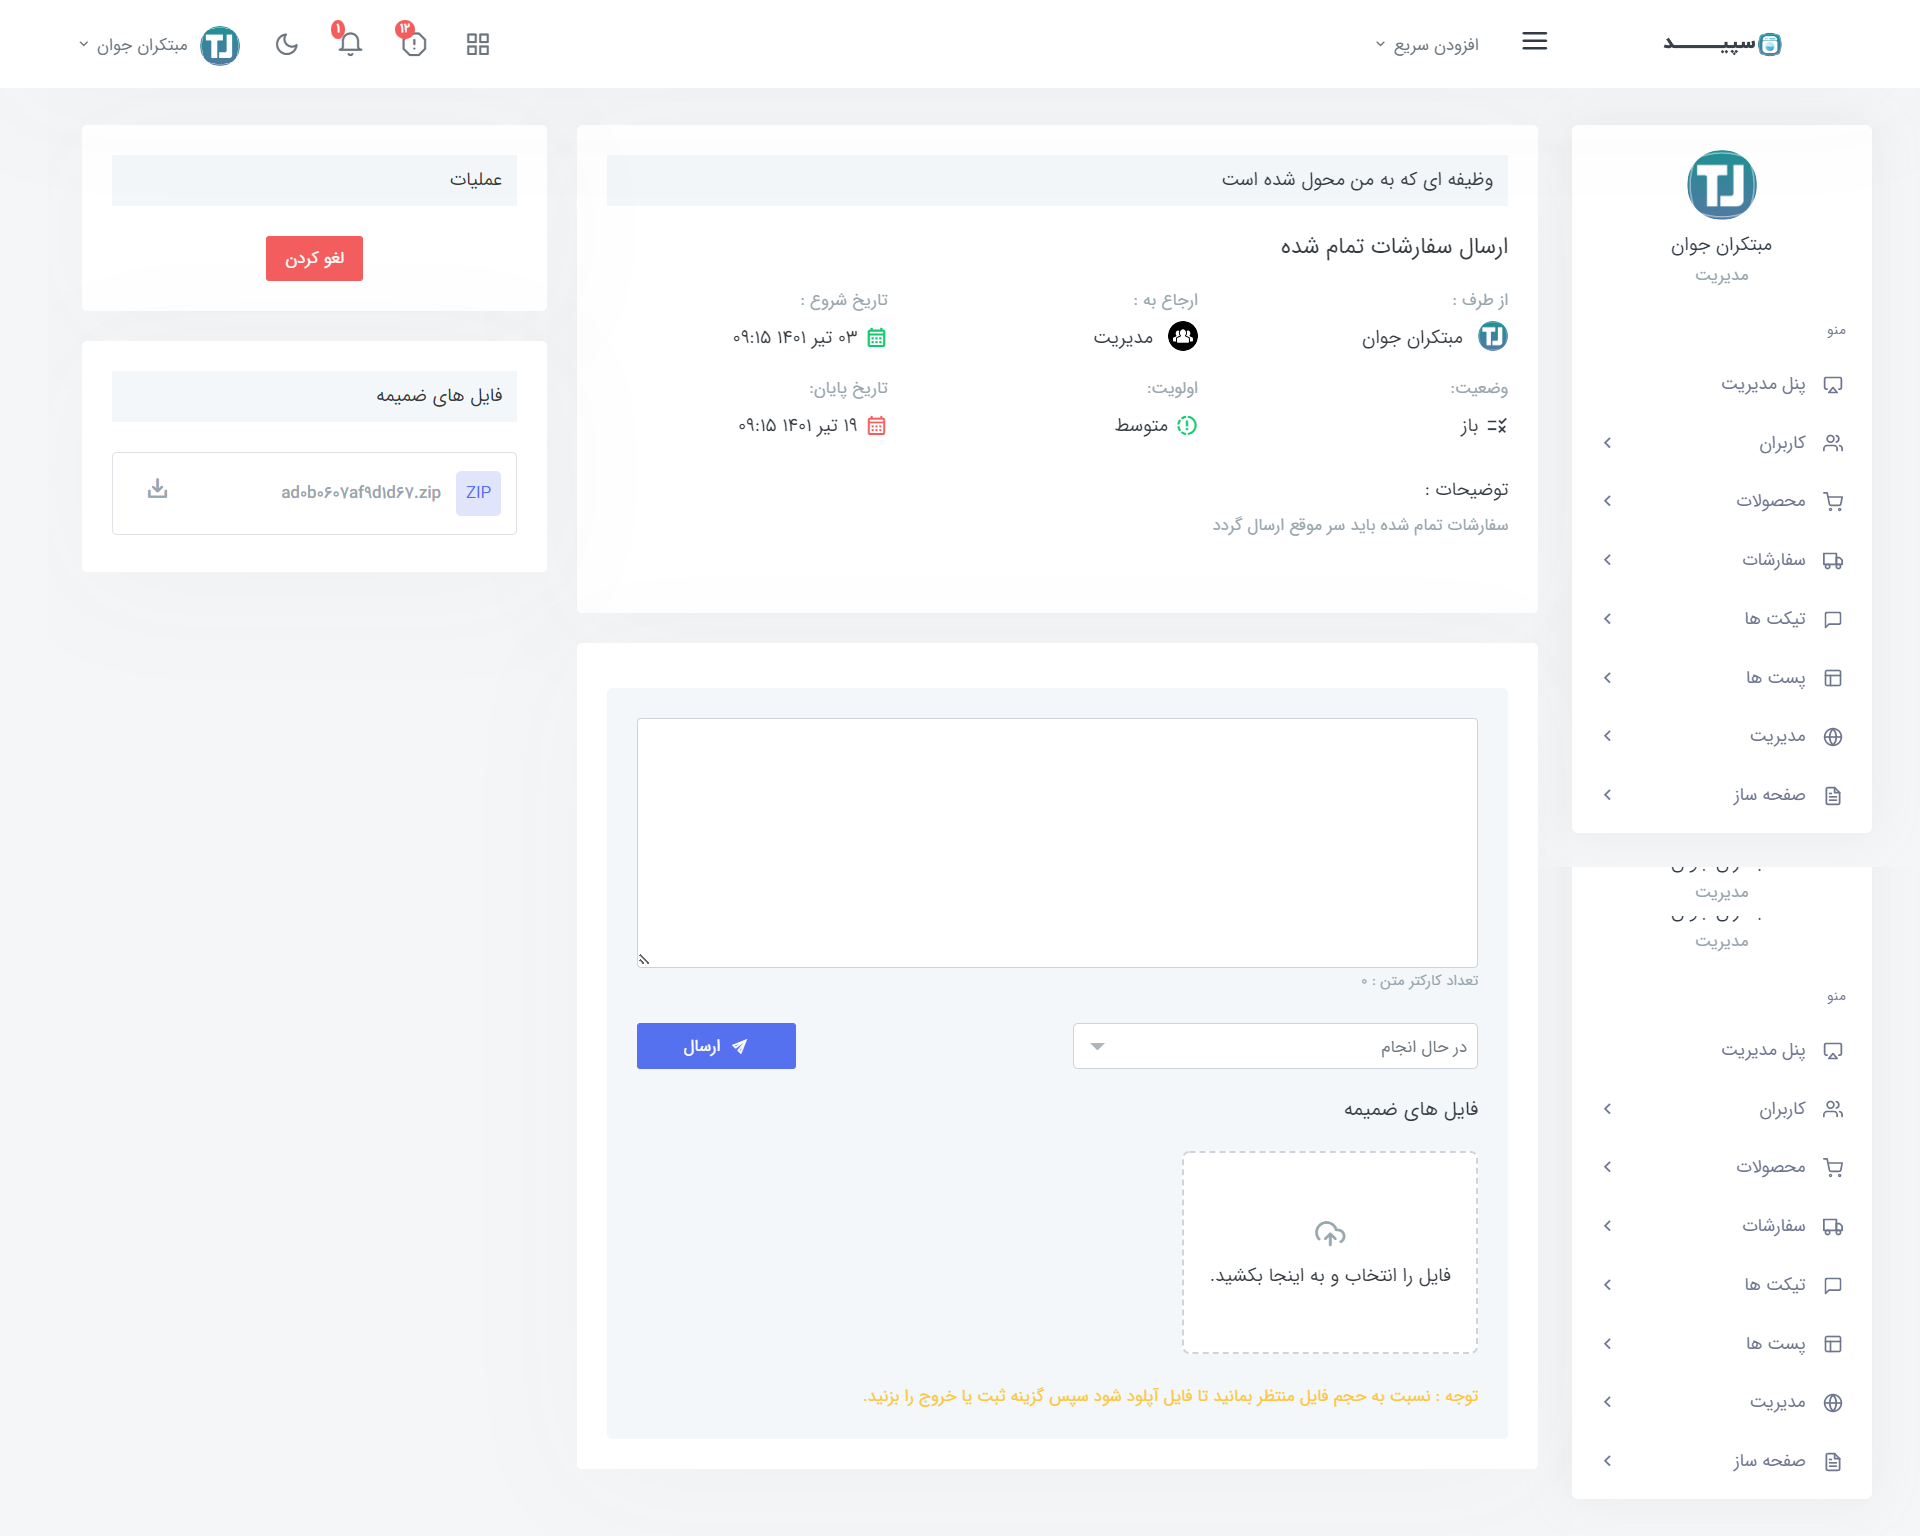 سپیـــــد
افزودن سریع
۱۲
۱
مبتکران جوان
مبتکران جوان
مدیریت
منو
پنل مدیریت
کاربران
محصولات
سفارشات
تیکت ها
پست ها
مدیریت
صفحه ساز
مدیریت
مدیریت
منو
پنل مدیریت
کاربران
محصولات
سفارشات
تیکت ها
پست ها
مدیریت
صفحه ساز
وظیفه ای که به من محول شده است
ارسال سفارشات تمام شده
از طرف :
ارجاع به :
تاریخ شروع :
مبتکران جوان
مدیریت
۰۳ تیر ۱۴۰۱ ۰۹:۱۵
وضعیت:
اولویت:
تاریخ پایان:
باز
متوسط
۱۹ تیر ۱۴۰۱ ۰۹:۱۵
توضیحات :
سفارشات تمام شده باید سر موقع ارسال گردد
تعداد کارکتر متن : ۰
در حال انجام
ارسال
فایل های ضمیمه
فایل را انتخاب و به اینجا بکشید.
توجه : نسبت به حجم فایل منتظر بمانید تا فایل آپلود شود سپس گزینه ثبت یا خروج را بزنید.
عملیات
لغو کردن
فایل های ضمیمه
ZIP
ad۰b۰۶۰۷af۹d۱d۶۷.zip